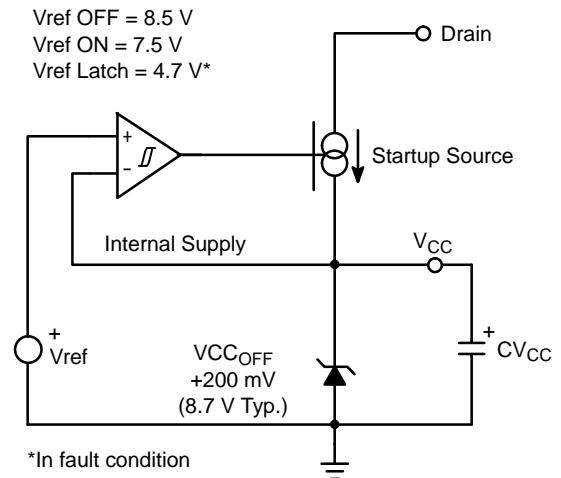 Vref OFF = 8.5 V
Vref ON = 7.5 V
Vref Latch = 4.7 V*
Drain
+
-
Startup Source
Internal Supply
VCC
+
Vref
VCCOFF
+200 mV
(8.7 V Typ.)
+
CVCC
*In fault condition